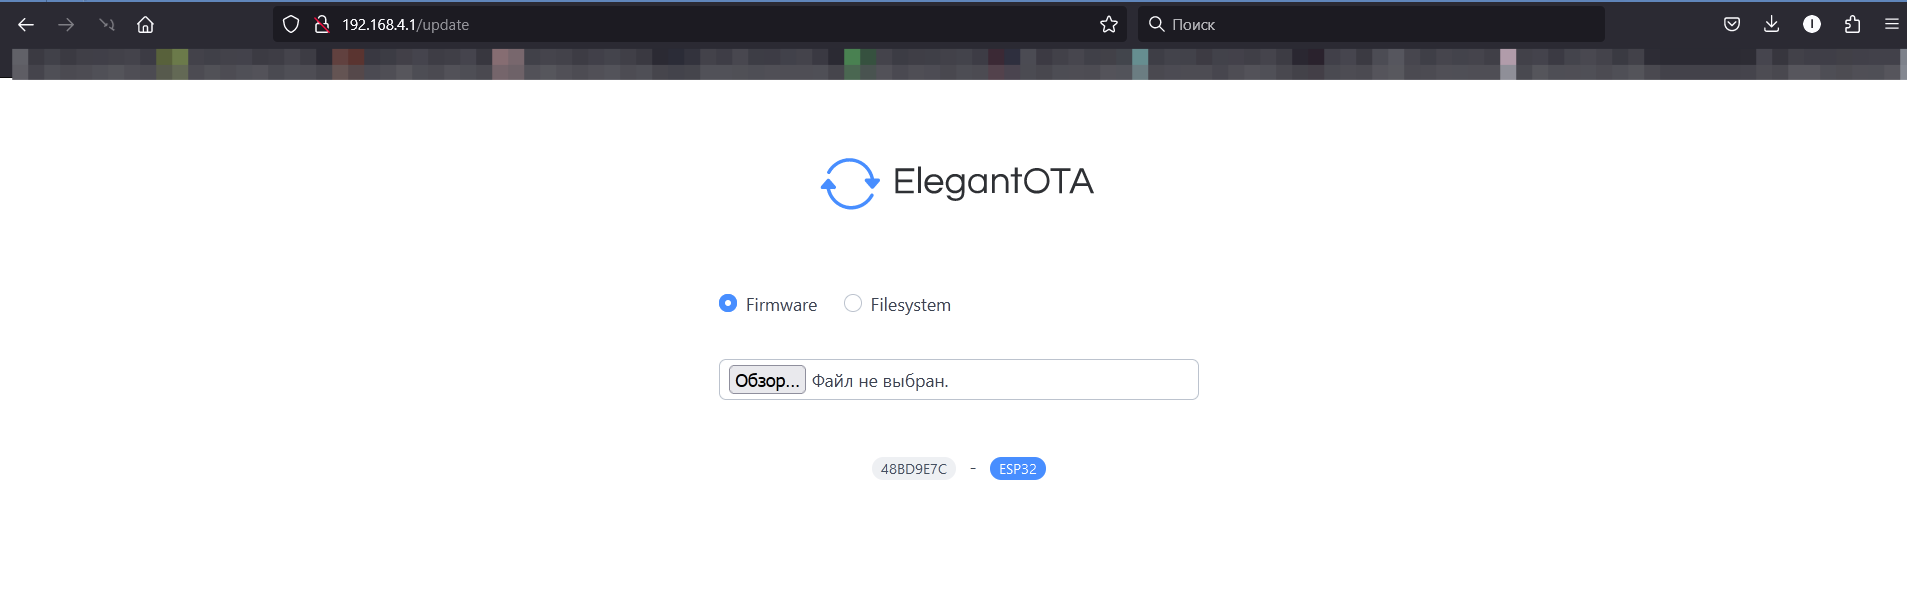 192.168.4.1/update
Поиск
ElegantOTA
Firmware Filesystem
Обзор... Файл не выбран.
48BD9E7C - ESP32